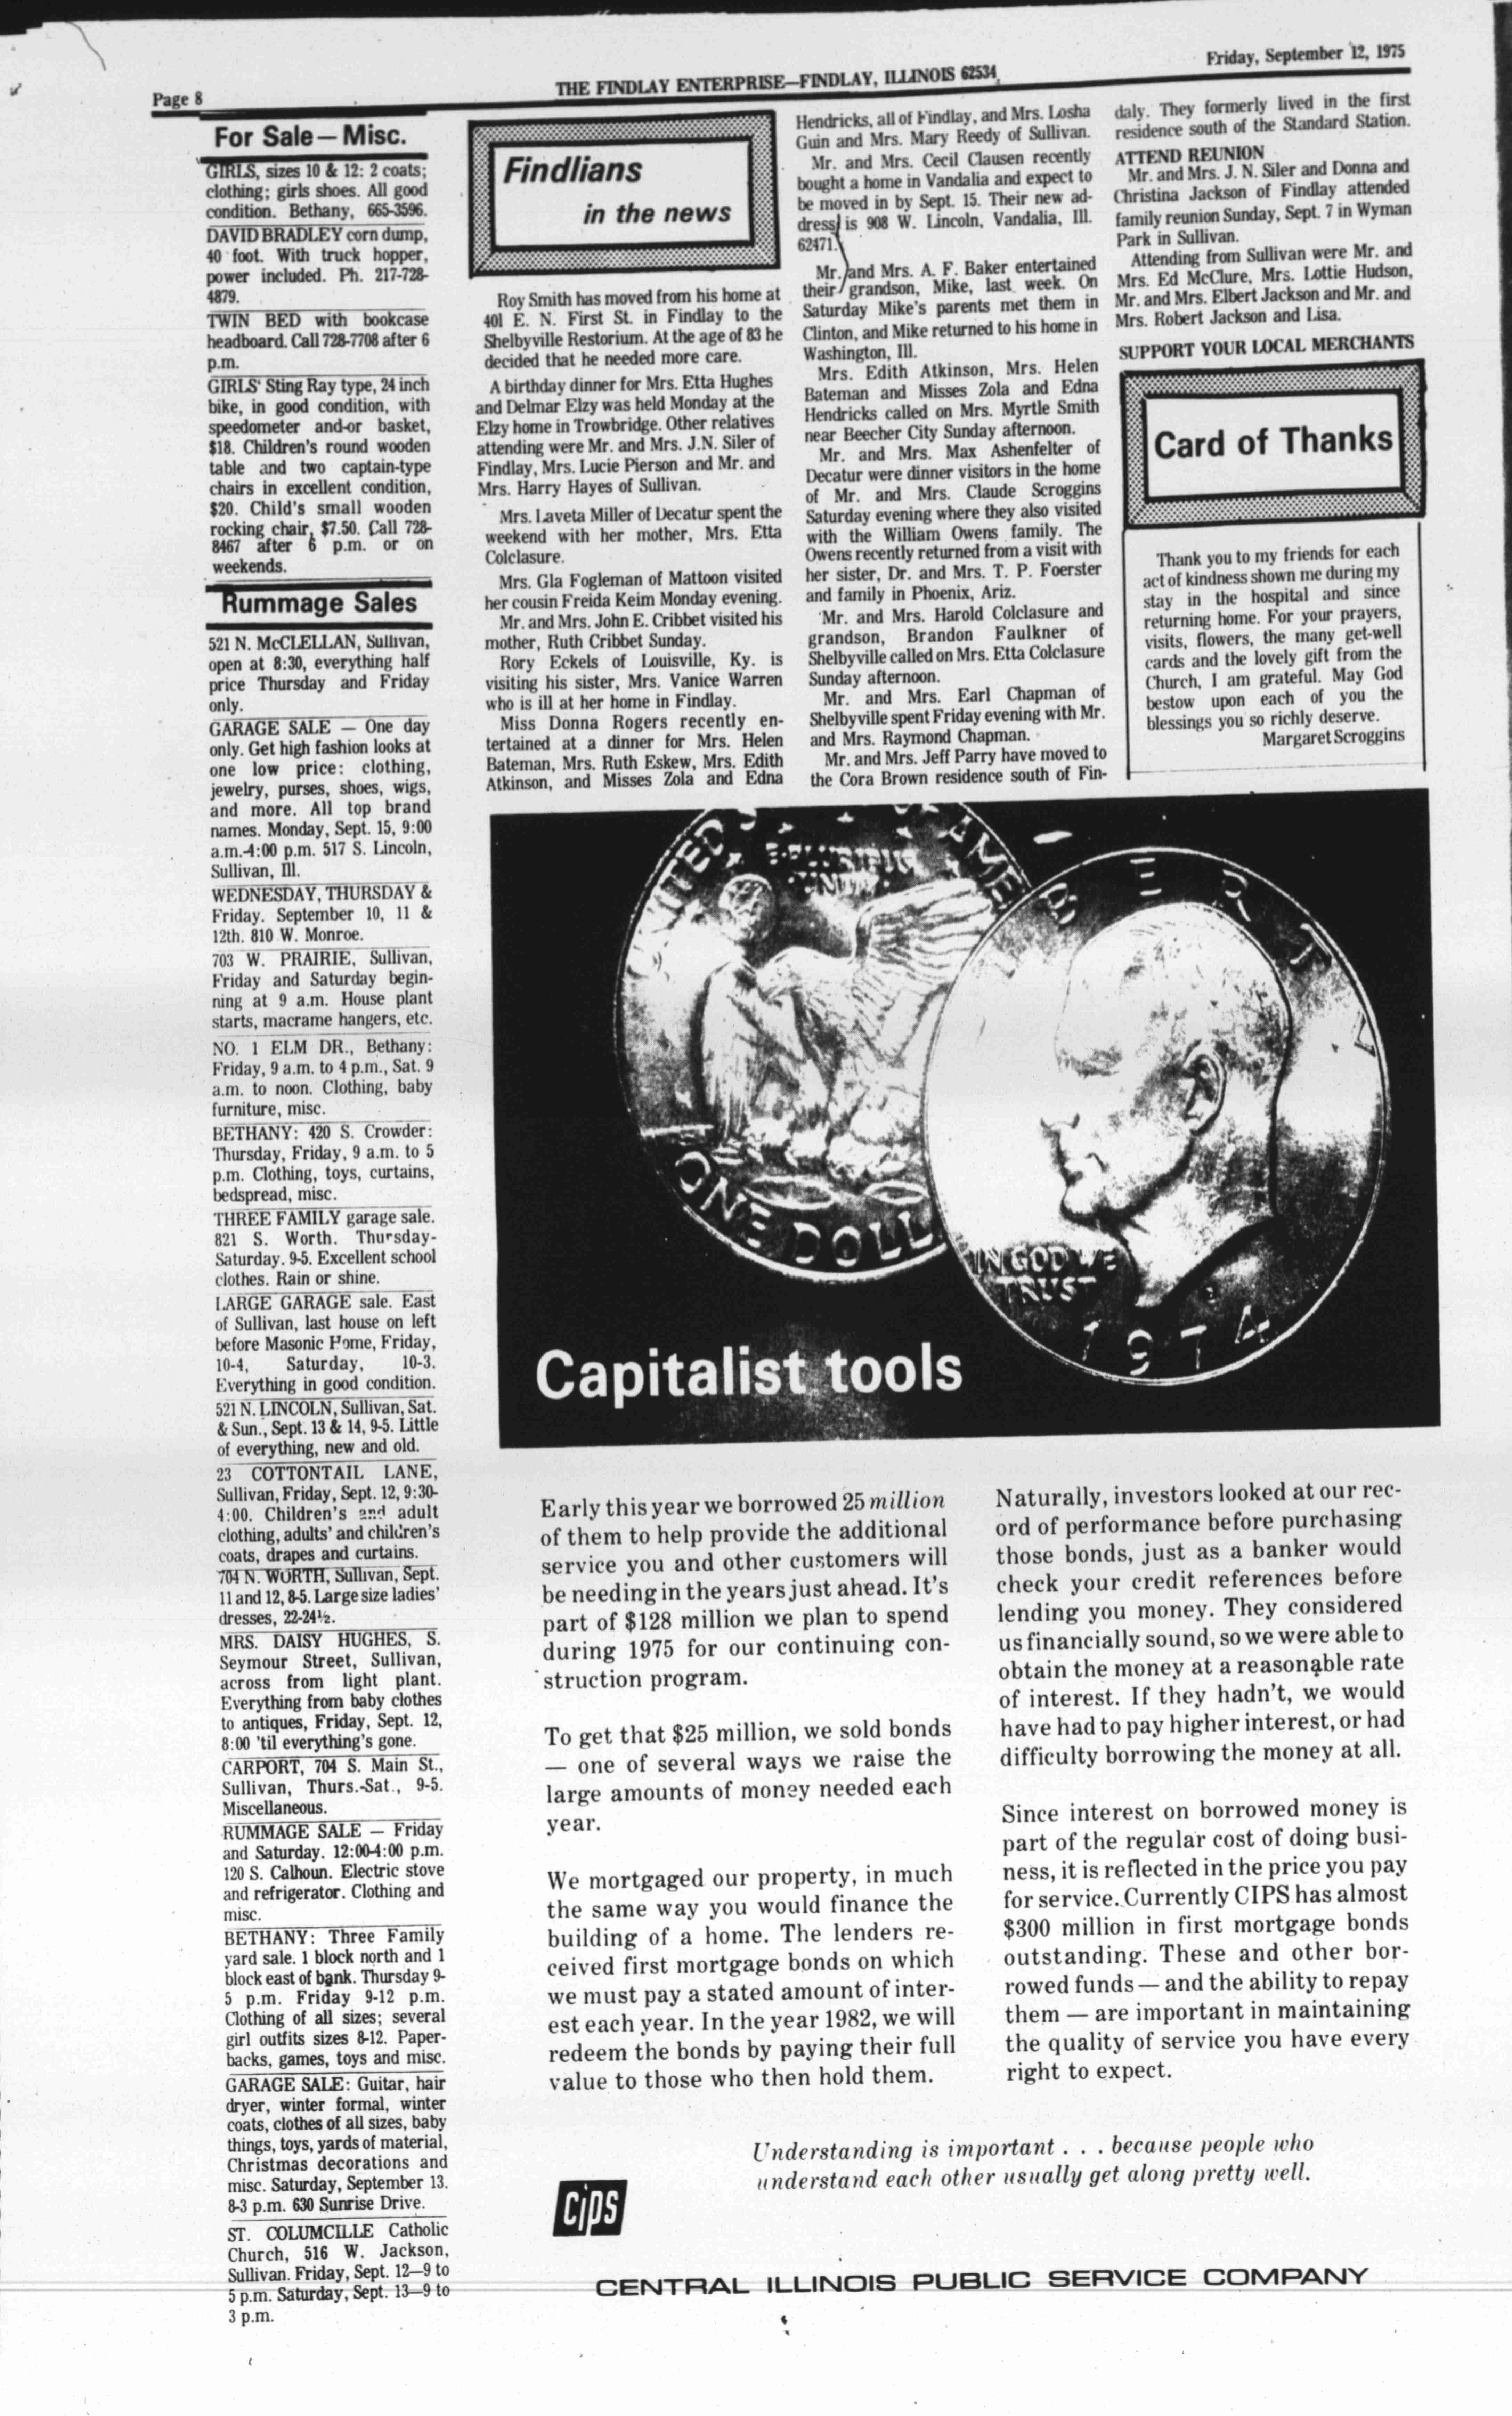 Page 8
THE FINDLAY ENTERPRISE—FINDLAY, ILLINOIS 62534
Friday, September 12, 1975
For Sale — Misc.
GIRLS, sizes 10 & 12: 2 coats;
clothing; girls shoes. All good
condition. Bethany, 665-3596.
DAVID BRADLEY corn dump,
40 foot. With truck hopper,
power included. Ph. 217-728-
4879.
TWIN BED with bookcase
headboard. Call 728-7708 after 6
p.m.
GIRLS' Sting Ray type, 24 inch
bike, in good condition, with
speedometer and-or basket,
$18. Children's round wooden
table and two captain-type
chairs in excellent condition,
$20. Child's small wooden
rocking chair, $7.50. Call 728-
8467 after 6 p.m. or on
weekends.
Rummage Sales
521 N. McCLELLAN, Sullivan,
open at 8:30, everything half
price Thursday and Friday
only.
GARAGE SALE — One day
only. Get high fashion looks at
one low price: clothing,
jewelry, purses, shoes, wigs,
and more. All top brand
names. Monday, Sept. 15, 9:00
a.m.-4:00 p.m. 517 S. Lincoln,
Sullivan, Ill.
WEDNESDAY, THURSDAY &
Friday. September 10, 11 &
12th. 810 W. Monroe.
703 W. PRAIRIE, Sullivan,
Friday and Saturday begin-
ning at 9 a.m. House plant
starts, macrame hangers, etc.
NO. 1 ELM DR., Bethany:
Friday, 9 a.m. to 4 p.m., Sat. 9
a.m. to noon. Clothing, baby
furniture, misc.
BETHANY: 420 S. Crowder:
Thursday, Friday, 9 a.m. to 5
p.m. Clothing, toys, curtains,
bedspread, misc.
THREE FAMILY garage sale.
821 S. Worth. Thursday-
Saturday. 9-5. Excellent school
clothes. Rain or shine.
LARGE GARAGE sale. East
of Sullivan, last house on left
before Masonic Home, Friday,
10-4, Saturday, 10-3.
Everything in good condition.
521 N. LINCOLN, Sullivan, Sat.
& Sun., Sept. 13 & 14, 9-5. Little
of everything, new and old.
23 COTTONTAIL LANE,
Sullivan, Friday, Sept. 12, 9:30-
4:00. Children's and adult
clothing, adults' and children's
coats, drapes and curtains.
704 N. WORTH, Sullivan, Sept.
11 and 12, 8-5. Large size ladies'
dresses, 22-24½.
MRS. DAISY HUGHES, S.
Seymour Street, Sullivan,
across from light plant.
Everything from baby clothes
to antiques, Friday, Sept. 12,
8:00 'til everything's gone.
CARPORT, 704 S. Main St.,
Sullivan, Thurs.-Sat., 9-5.
Miscellaneous.
RUMMAGE SALE — Friday
and Saturday. 12:00-4:00 p.m.
120 S. Calhoun. Electric stove
and refrigerator. Clothing and
misc.
BETHANY: Three Family
yard sale. 1 block north and 1
block east of bank. Thursday 9-
5 p.m. Friday 9-12 p.m.
Clothing of all sizes; several
girl outfits sizes 8-12. Paper-
backs, games, toys and misc.
GARAGE SALE: Guitar, hair
dryer, winter formal, winter
coats, clothes of all sizes, baby
things, toys, yards of material,
Christmas decorations and
misc. Saturday, September 13.
8-3 p.m. 630 Sunrise Drive.
ST. COLUMCILLE Catholic
Church, 516 W. Jackson,
Sullivan. Friday, Sept. 12—9 to
5 p.m. Saturday, Sept. 13—9 to
3 p.m.
Findlians
in the news
Roy Smith has moved from his home at
401 E. N. First St. in Findlay to the
Shelbyville Restorium. At the age of 83 he
decided that he needed more care.
A birthday dinner for Mrs. Etta Hughes
and Delmar Elzy was held Monday at the
Elzy home in Trowbridge. Other relatives
attending were Mr. and Mrs. J.N. Siler of
Findlay, Mrs. Lucie Pierson and Mr. and
Mrs. Harry Hayes of Sullivan.
Mrs. Laveta Miller of Decatur spent the
weekend with her mother, Mrs. Etta
Colclasure.
Mrs. Gla Fogleman of Mattoon visited
her cousin Freida Keim Monday evening.
Mr. and Mrs. John E. Cribbet visited his
mother, Ruth Cribbet Sunday.
Rory Eckels of Louisville, Ky. is
visiting his sister, Mrs. Vanice Warren
who is ill at her home in Findlay.
Miss Donna Rogers recently en-
tertained at a dinner for Mrs. Helen
Bateman, Mrs. Ruth Eskew, Mrs. Edith
Atkinson, and Misses Zola and Edna
Hendricks, all of Findlay, and Mrs. Losha
Guin and Mrs. Mary Reedy of Sullivan.
Mr. and Mrs. Cecil Clausen recently
bought a home in Vandalia and expect to
be moved in by Sept. 15. Their new ad-
dress is 908 W. Lincoln, Vandalia, Ill.
62471.
Mr. and Mrs. A. F. Baker entertained
their grandson, Mike, last week. On
Saturday Mike's parents met them in
Clinton, and Mike returned to his home in
Washington, Ill.
Mrs. Edith Atkinson, Mrs. Helen
Bateman and Misses Zola and Edna
Hendricks called on Mrs. Myrtle Smith
near Beecher City Sunday afternoon.
Mr. and Mrs. Max Ashenfelter of
Decatur were dinner visitors in the home
of Mr. and Mrs. Claude Scroggins
Saturday evening where they also visited
with the William Owens family. The
Owens recently returned from a visit with
her sister, Dr. and Mrs. T. P. Foerster
and family in Phoenix, Ariz.
Mr. and Mrs. Harold Colclasure and
grandson, Brandon Faulkner of
Shelbyville called on Mrs. Etta Colclasure
Sunday afternoon.
Mr. and Mrs. Earl Chapman of
Shelbyville spent Friday evening with Mr.
and Mrs. Raymond Chapman.
Mr. and Mrs. Jeff Parry have moved to
the Cora Brown residence south of Fin-
daly. They formerly lived in the first
residence south of the Standard Station.
ATTEND REUNION
Mr. and Mrs. J. N. Siler and Donna and
Christina Jackson of Findlay attended
family reunion Sunday, Sept. 7 in Wyman
Park in Sullivan.
Attending from Sullivan were Mr. and
Mrs. Ed McClure, Mrs. Lottie Hudson,
Mr. and Mrs. Elbert Jackson and Mr. and
Mrs. Robert Jackson and Lisa.
SUPPORT YOUR LOCAL MERCHANTS
Card of Thanks
Thank you to my friends for each
act of kindness shown me during my
stay in the hospital and since
returning home. For your prayers,
visits, flowers, the many get-well
cards and the lovely gift from the
Church, I am grateful. May God
bestow upon each of you the
blessings you so richly deserve.
Margaret Scroggins
E PLURIBUS
UNUM
ONE DOLL
IN GOD WE
TRUST
1974
Capitalist tools
Early this year we borrowed 25 million
of them to help provide the additional
service you and other customers will
be needing in the years just ahead. It's
part of $128 million we plan to spend
during 1975 for our continuing con-
struction program.
To get that $25 million, we sold bonds
— one of several ways we raise the
large amounts of money needed each
year.
We mortgaged our property, in much
the same way you would finance the
building of a home. The lenders re-
ceived first mortgage bonds on which
we must pay a stated amount of inter-
est each year. In the year 1982, we will
redeem the bonds by paying their full
value to those who then hold them.
Naturally, investors looked at our rec-
ord of performance before purchasing
those bonds, just as a banker would
check your credit references before
lending you money. They considered
us financially sound, so we were able to
obtain the money at a reasonable rate
of interest. If they hadn't, we would
have had to pay higher interest, or had
difficulty borrowing the money at all.
Since interest on borrowed money is
part of the regular cost of doing busi-
ness, it is reflected in the price you pay
for service. Currently CIPS has almost
$300 million in first mortgage bonds
outstanding. These and other bor-
rowed funds — and the ability to repay
them — are important in maintaining
the quality of service you have every
right to expect.
Understanding is important . . . because people who
understand each other usually get along pretty well.
CIPS
CENTRAL ILLINOIS PUBLIC SERVICE COMPANY